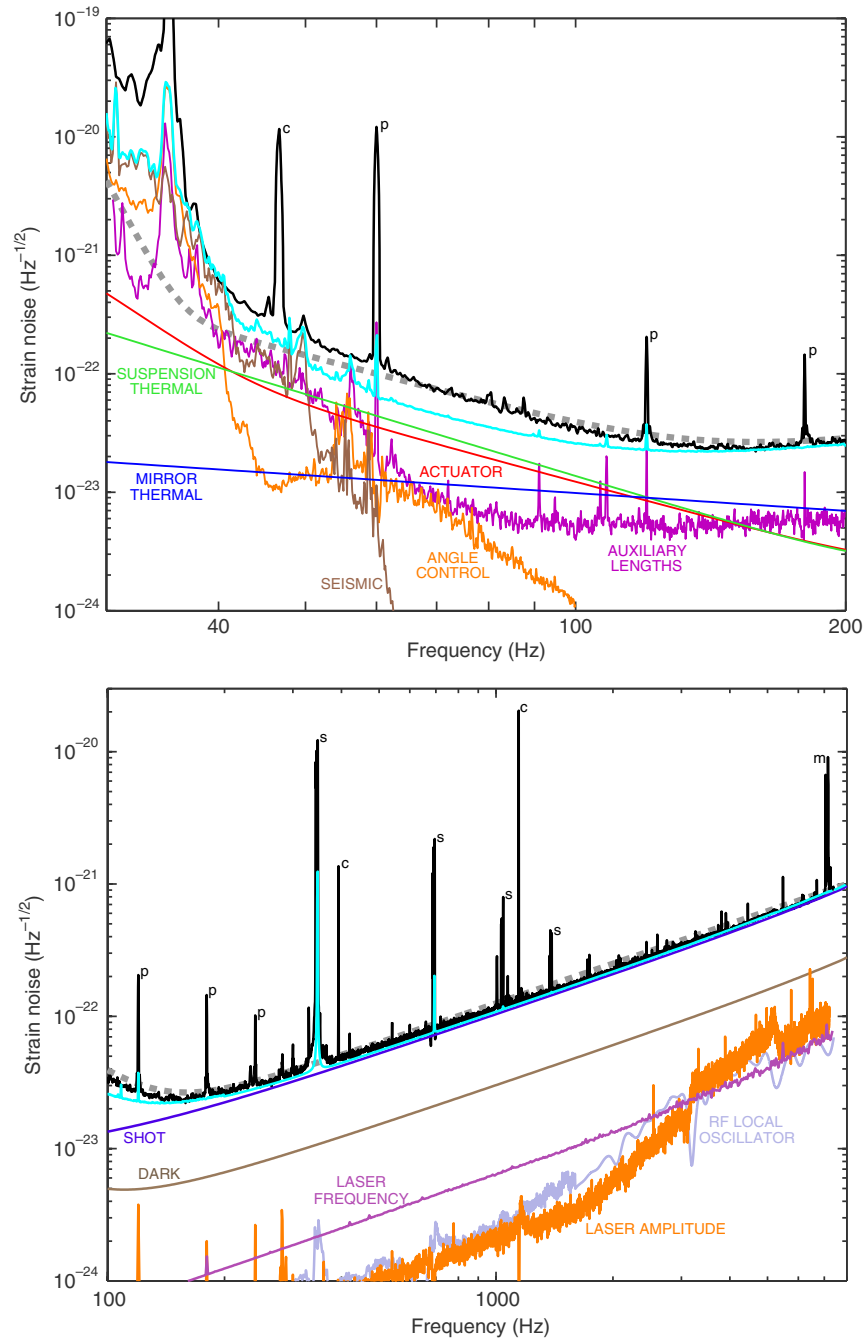 10⁻¹⁹
10⁻²⁰
10⁻²¹
10⁻²²
10⁻²³
10⁻²⁴
Strain noise (Hz⁻¹/²)
c
p
p
p
SUSPENSION
THERMAL
MIRROR
THERMAL
ACTUATOR
SEISMIC
ANGLE
CONTROL
AUXILIARY
LENGTHS
40
100
200
Frequency (Hz)
10⁻²⁰
10⁻²¹
10⁻²²
10⁻²³
10⁻²⁴
Strain noise (Hz⁻¹/²)
p
p
p
s
c
s
s
c
s
m
SHOT
DARK
LASER
FREQUENCY
RF LOCAL
OSCILLATOR
LASER AMPLITUDE
100
1000
Frequency (Hz)